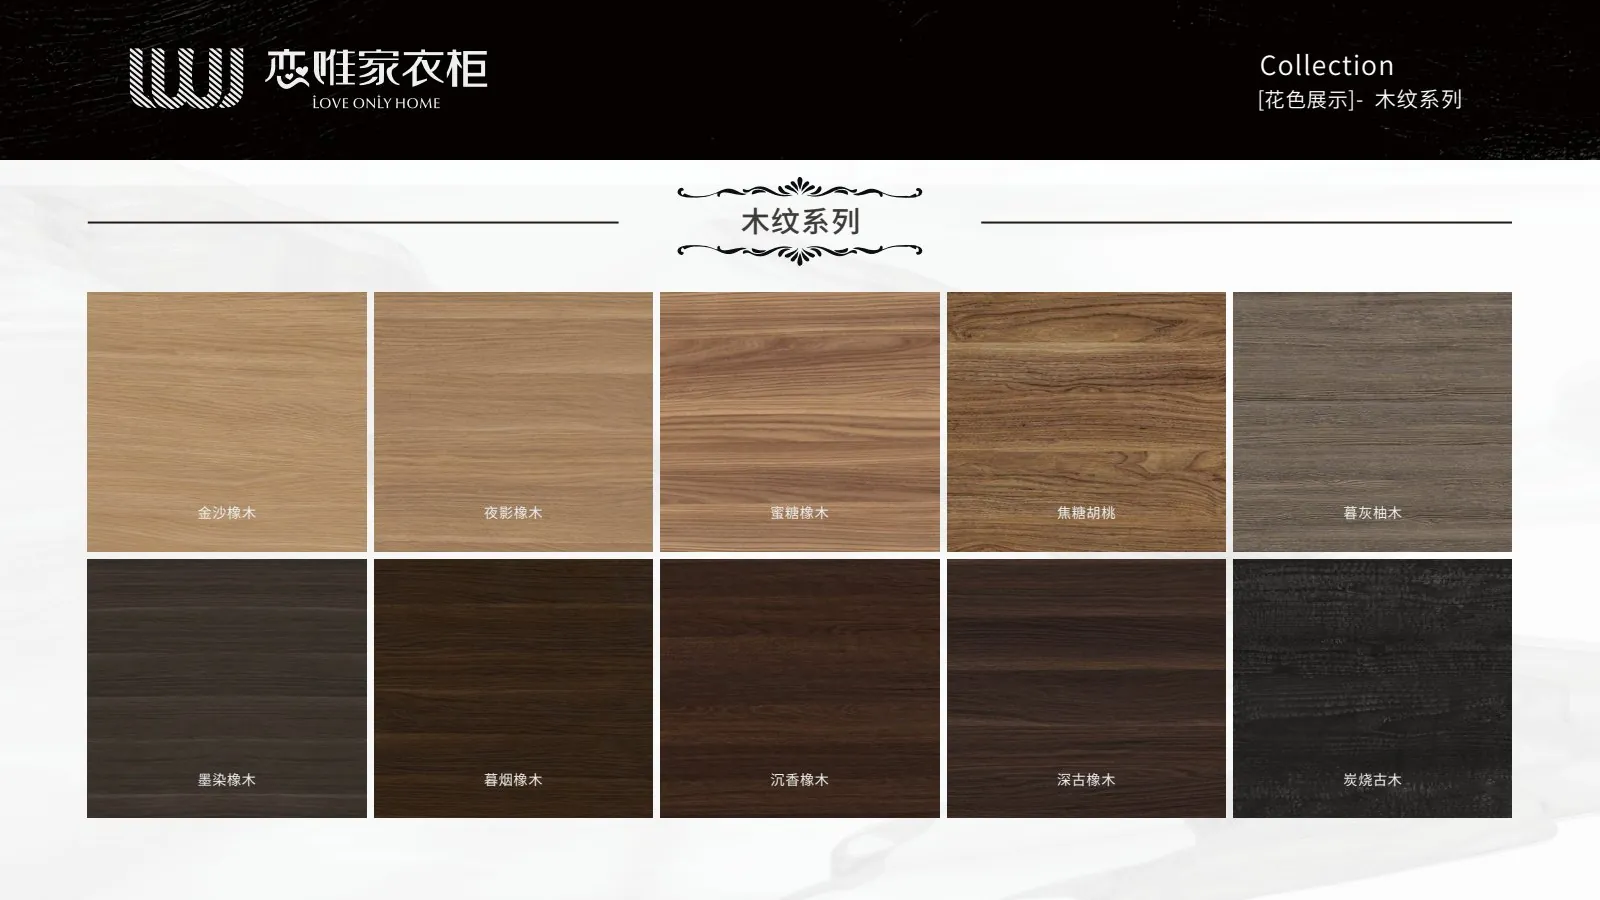 恋唯家衣柜
LOVE ONLY HOME
Collection
[花色展示]- 木纹系列
木纹系列
金沙橡木
夜影橡木
蜜糖橡木
焦糖胡桃
暮灰柚木
墨染橡木
暮烟橡木
沉香橡木
深古橡木
炭烧古木